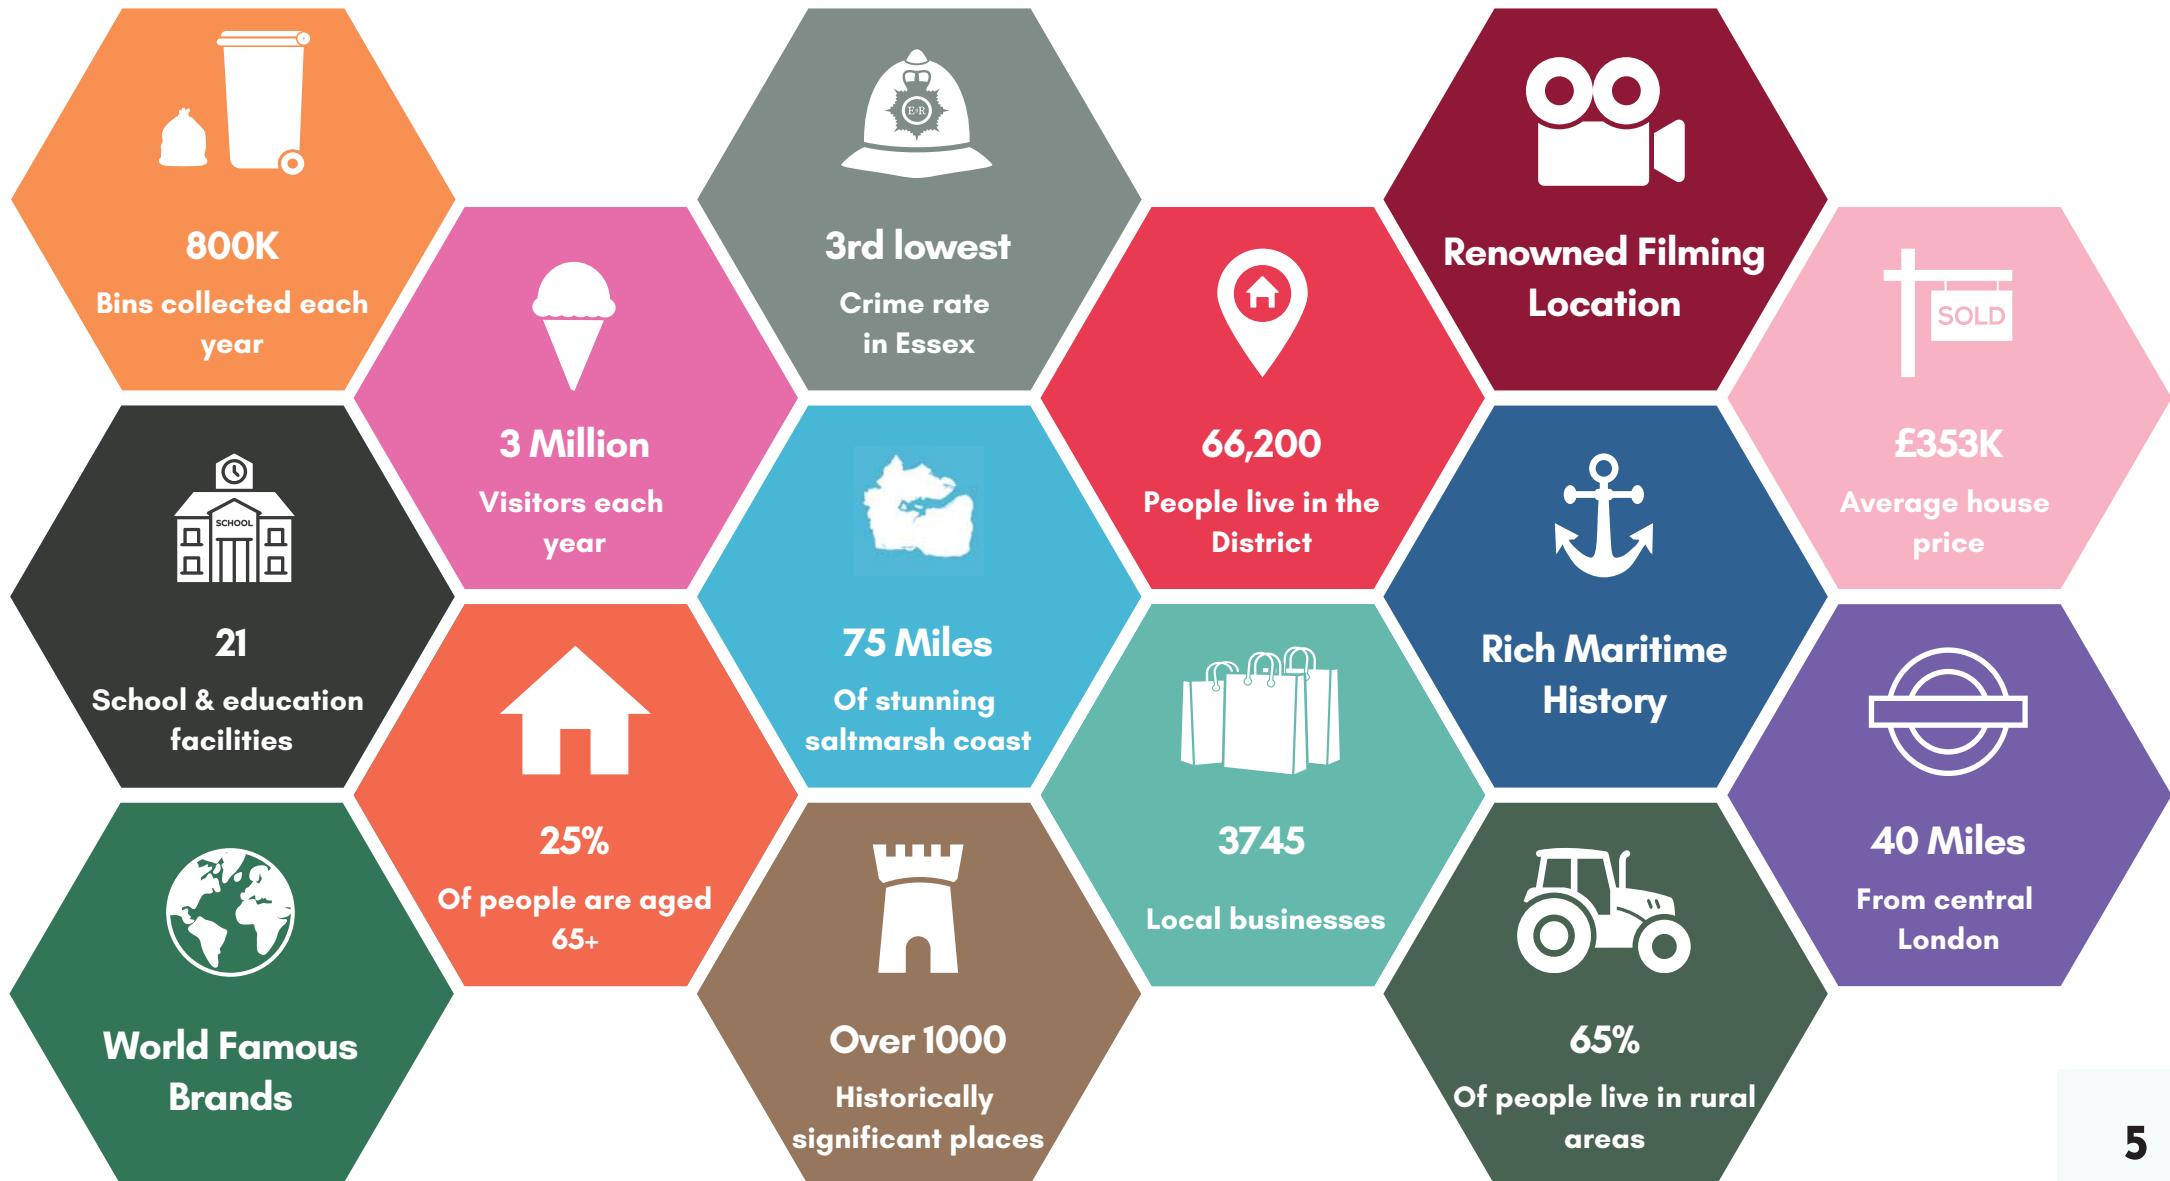 800K
Bins collected each
year
3rd lowest
Crime rate
in Essex
E II R
Renowned Filming
Location
3 Million
Visitors each
year
66,200
People live in the
District
SOLD
£353K
Average house
price
SCHOOL
21
School & education
facilities
75 Miles
Of stunning
saltmarsh coast
Rich Maritime
History
25%
Of people are aged
65+
3745
Local businesses
40 Miles
From central
London
World Famous
Brands
Over 1000
Historically
significant places
65%
Of people live in rural
areas
5